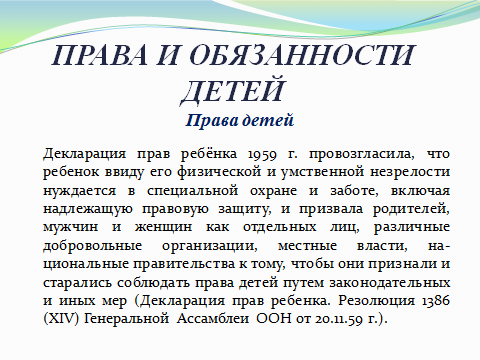 ПРАВА И ОБЯЗАННОСТИ
ДЕТЕЙ
Права детей
Декларация прав ребёнка 1959 г. провозгласила, что
ребенок ввиду его физической и умственной незрелости
нуждается в специальной охране и заботе, включая
надлежащую правовую защиту, и призвала родителей,
мужчин и женщин как отдельных лиц, различные
добровольные организации, местные власти, на-
циональные правительства к тому, чтобы они признали и
старались соблюдать права детей путем законодательных
и иных мер (Декларация прав ребенка. Резолюция 1386
(XIV) Генеральной Ассамблеи ООН от 20.11.59 г.).